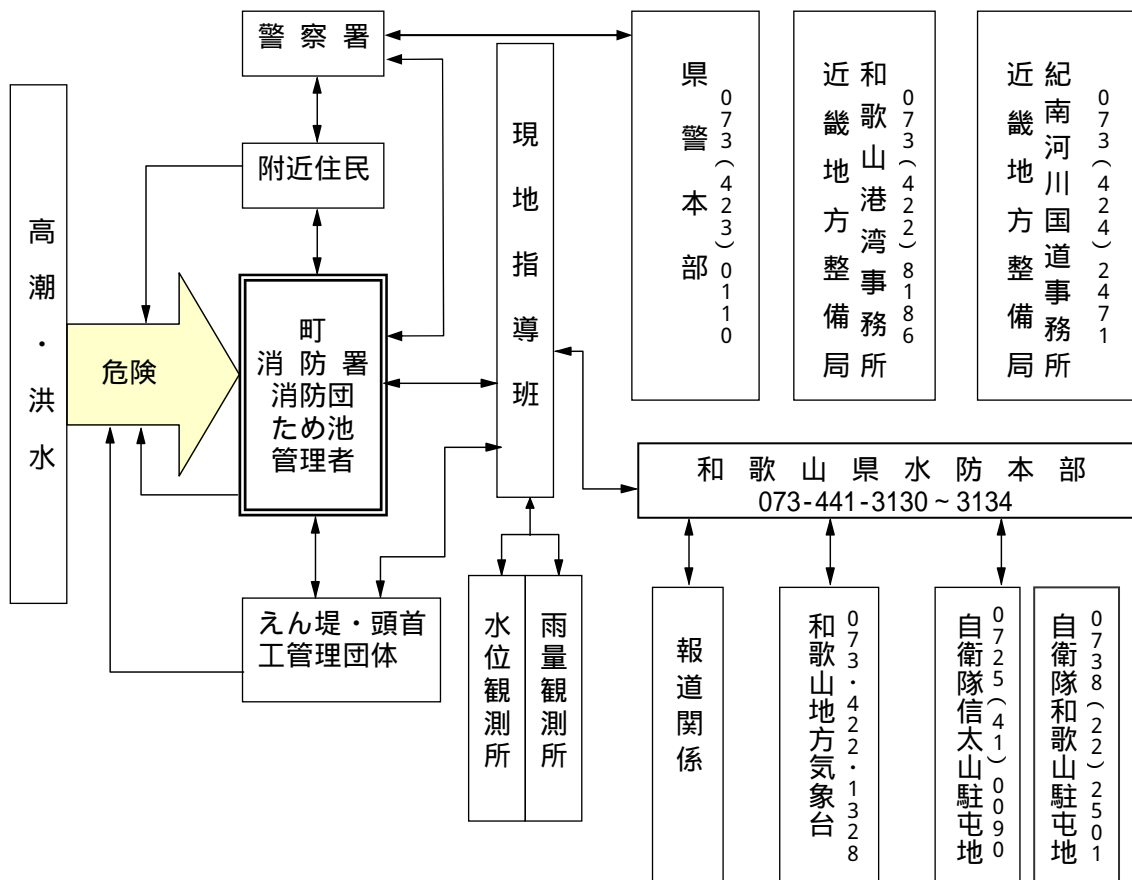 警察署
附近住民
高潮・洪水
危険
町
消防署
消防団
ため池
管理者
えん堤・頭首
工管理団体
現地指導班
水位観測所
雨量観測所
県警本部
073(423)0110
和歌山港湾事務所
近畿地方整備局
073(422)8186
紀南河川国道事務所
近畿地方整備局
073(424)2471
和歌山県水防本部
073-441-3130~3134
報道関係
和歌山地方気象台
073・422・1328
自衛隊信太山駐屯地
0725(41)0090
自衛隊和歌山駐屯地
0738(22)2501